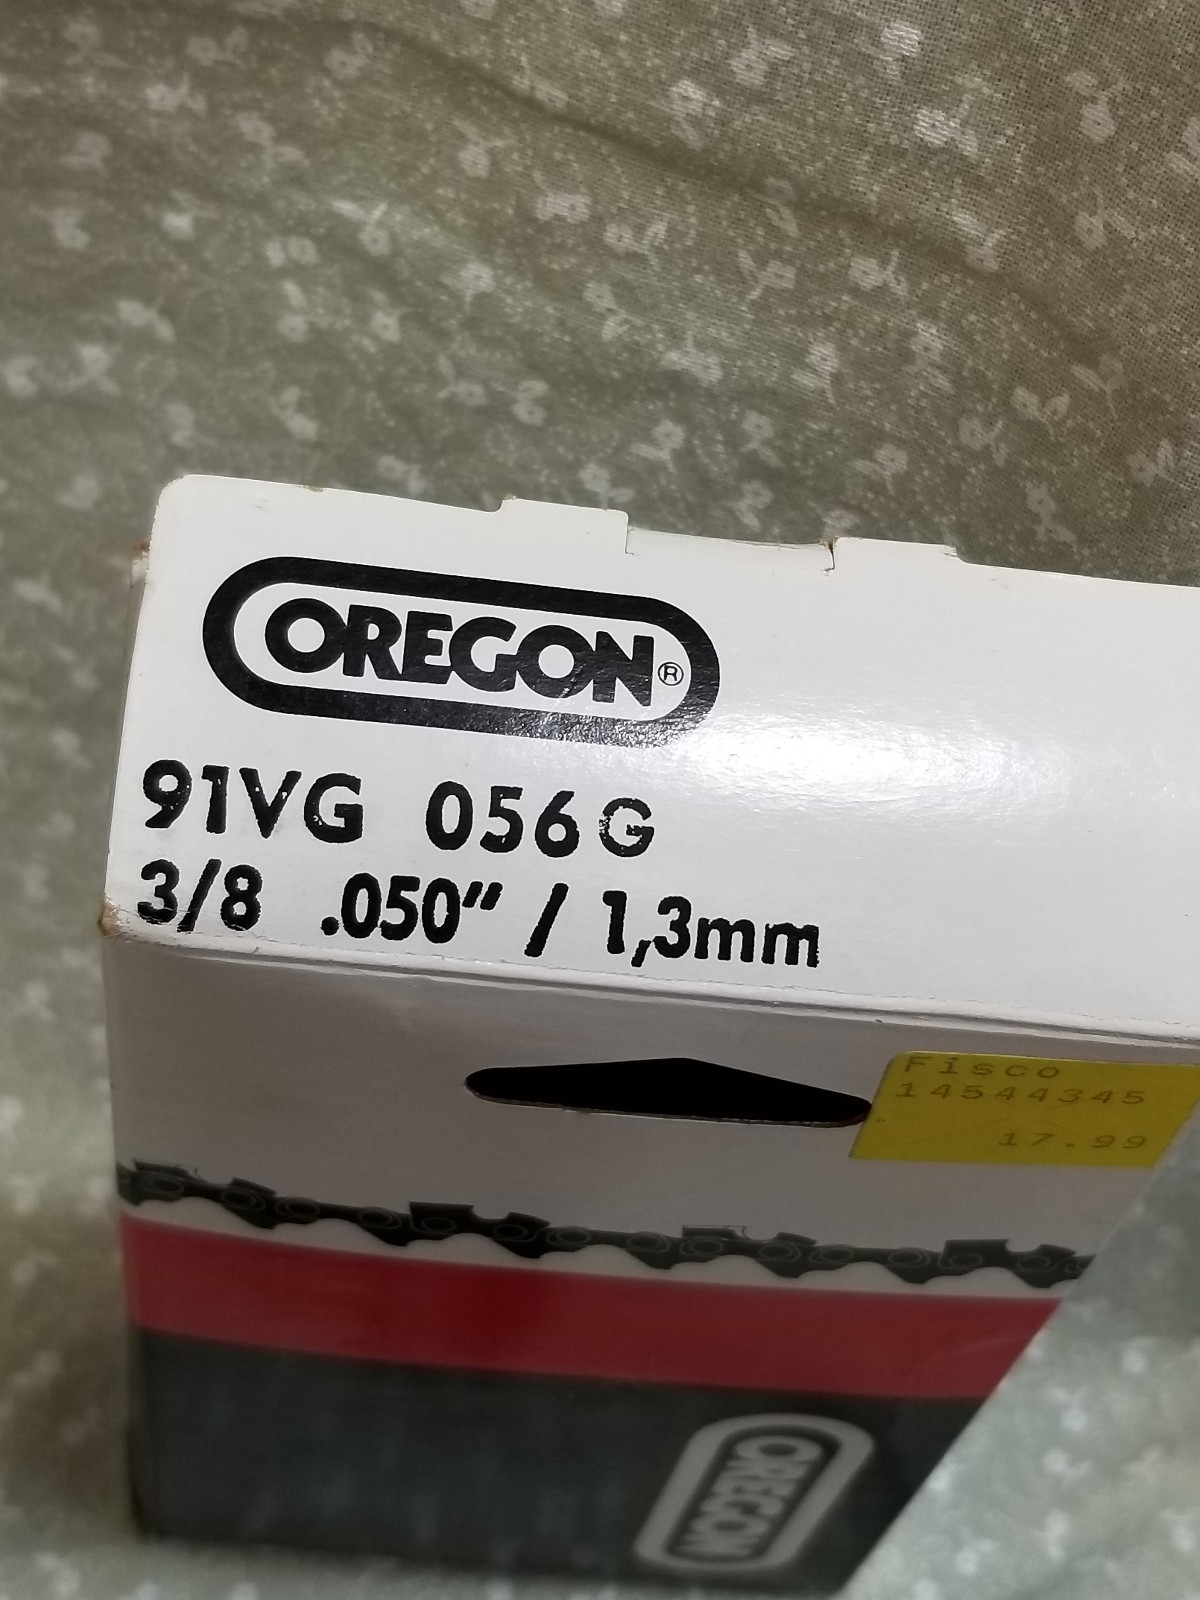 OREGON®
91VG 056G
3/8 .050” / 1,3mm
Fisco
14544345
17.99
OREGON